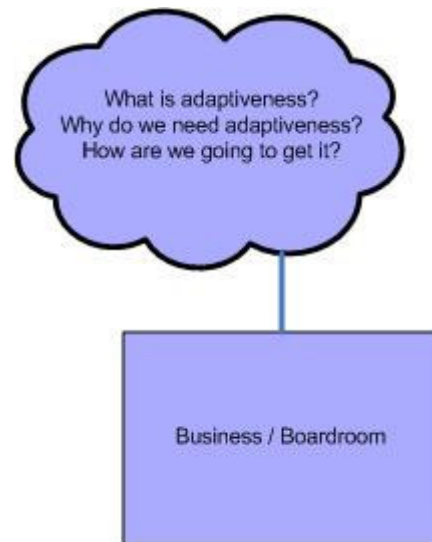 What is adaptiveness?
Why do we need adaptiveness?
How are we going to get it?
Business / Boardroom